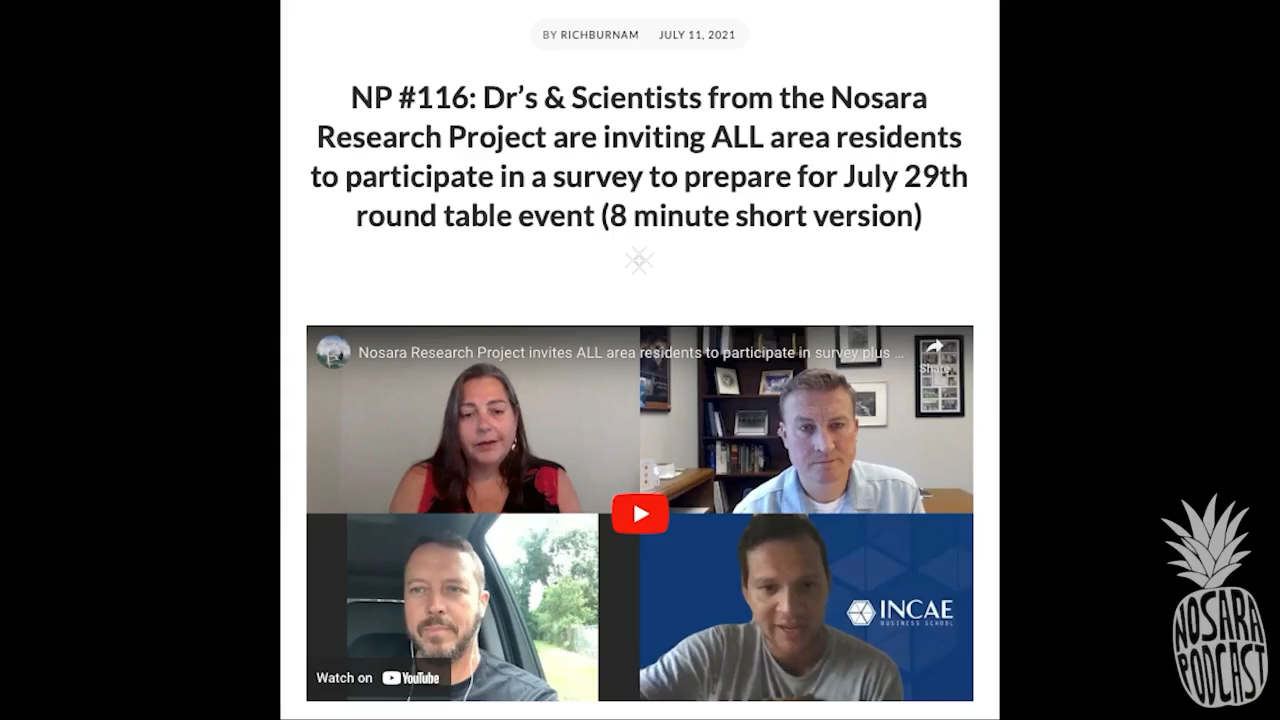 BY RICHBURNAM JULY 11, 2021
NP #116: Dr’s & Scientists from the Nosara
Research Project are inviting ALL area residents
to participate in a survey to prepare for July 29th
round table event (8 minute short version)
Nosara Research Project invites ALL area residents to participate in survey plus ...
Share
INCAE
BUSINESS SCHOOL
Watch on YouTube
NOSARA
PODCAST